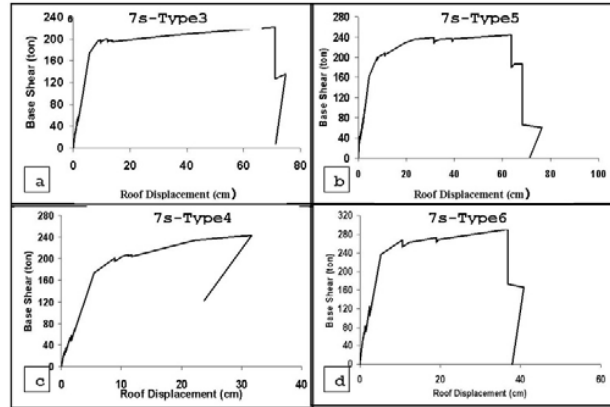 7s-Type3
Base Shear (ton)
240
200
160
120
80
40
0
0 20 40 60 80
Roof Displacement (cm)
a
7s-Type5
Base Shear (ton)
280
240
200
160
120
80
40
0
0 20 40 60 80 100
Roof Displacement (cm)
b
7s-Type4
Base Shear (ton)
280
240
200
160
120
80
40
0
0 10 20 30 40
Roof Displacement (cm)
c
7s-Type6
Base Shear (ton)
320
280
240
200
160
120
80
40
0
0 20 40 60
Roof Displacement (cm)
d